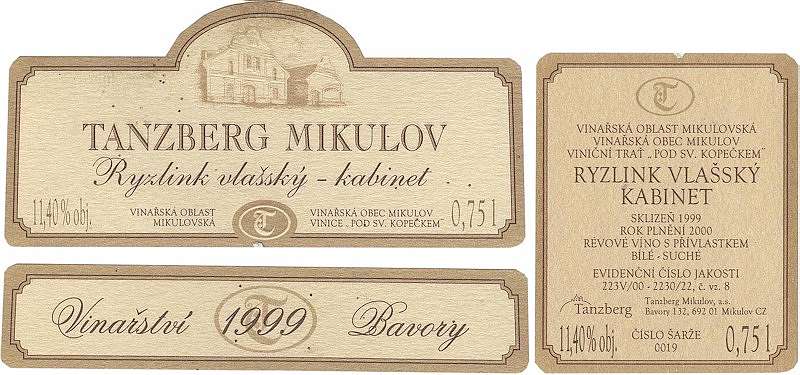 TANZBERG MIKULOV
Ryzlink vlašský - kabinet . .
11,40% obj.
VINAŘSKÁ OBLAST
MIKULOVSKÁ
T
VINAŘSKÁ OBEC MIKULOV
VINICE „POD SV. KOPEČKEM"
0,75 l
Vinařství 1999 Bavory
T
VINAŘSKÁ OBLAST MIKULOVSKÁ
VINAŘSKÁ OBEC MIKULOV
VINIČNÍ TRAŤ „POD SV. KOPEČKEM"
RYZLINK VLAŠSKÝ
KABINET
SKLIZEŇ 1999
ROK PLNĚNÍ 2000
RÉVOVÉ VÍNO S PŘÍVLASTKEM
BÍLÉ - SUCHÉ
EVIDENČNÍ ČÍSLO JAKOSTI
223V/00 - 2230/22, č. vz. 8
Tanzberg
Tanzberg Mikulov, a.s.
Bavory 132, 692 01 Mikulov CZ
11,40% obj.
ČÍSLO ŠARŽE
0019
0,75 l